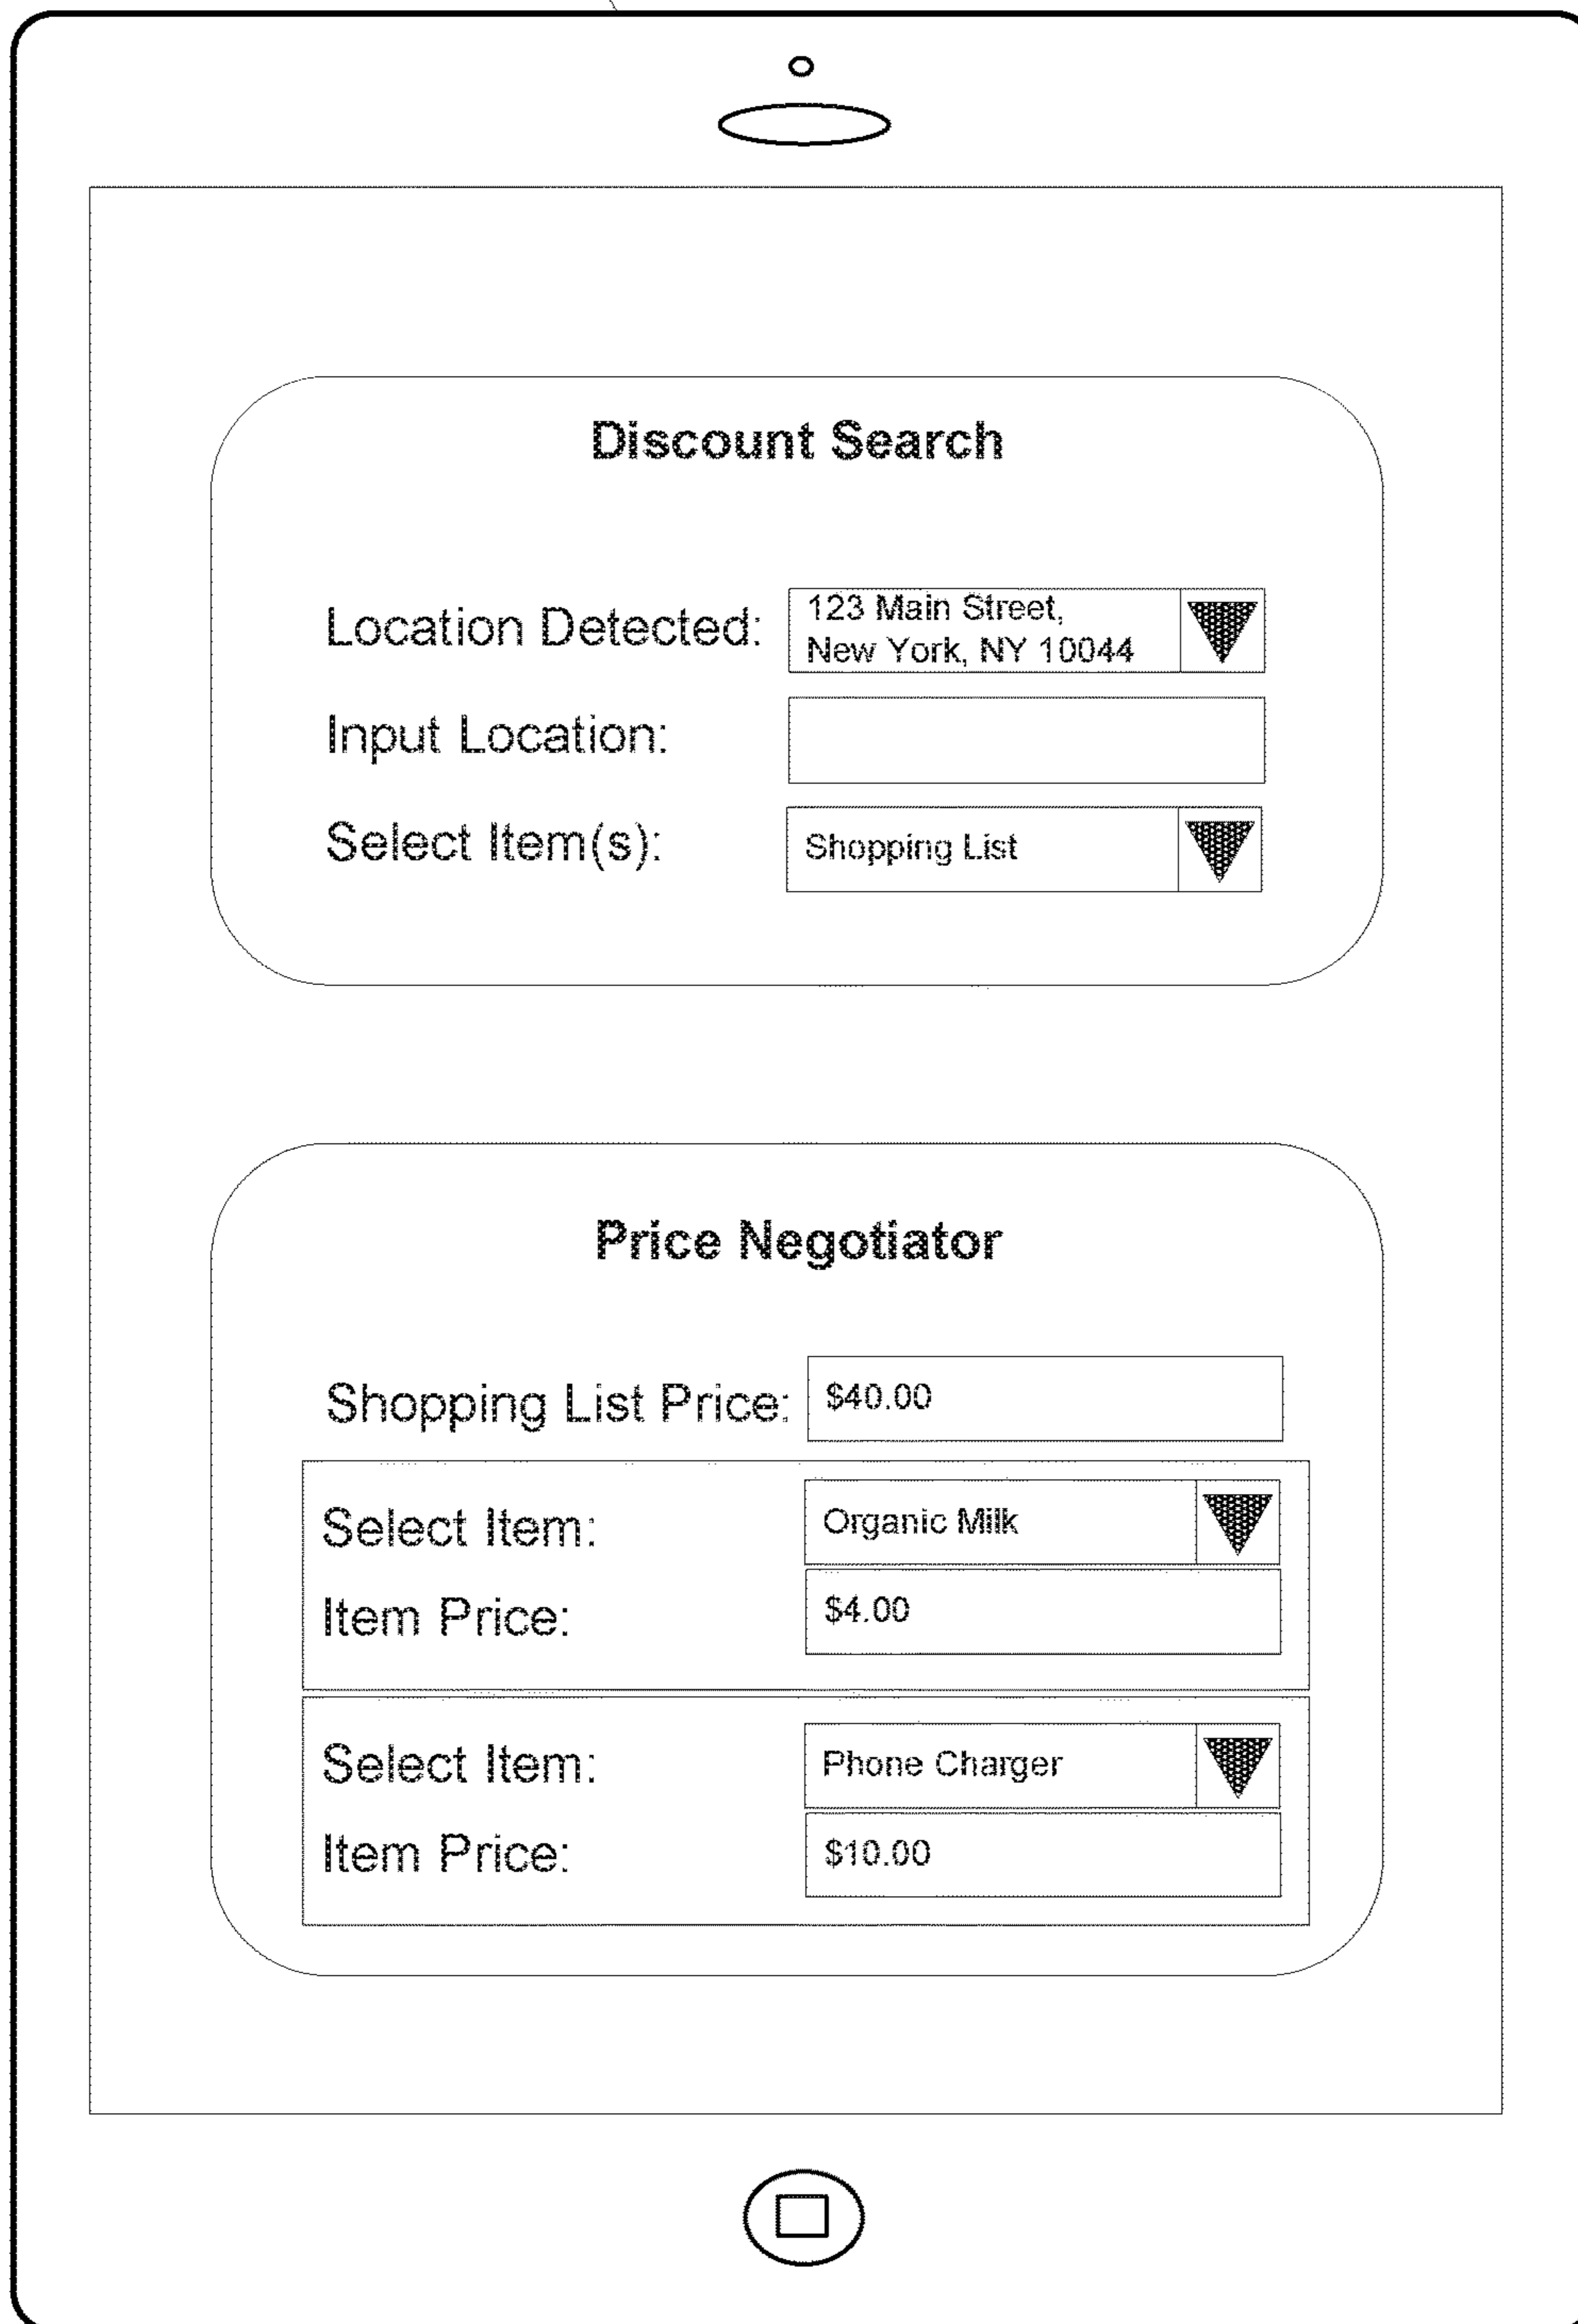 Discount Search
Location Detected: 123 Main Street,
New York, NY 10044
Input Location:
Select Item(s): Shopping List
Price Negotiator
Shopping List Price: $40.00
Select Item: Organic Milk
Item Price: $4.00
Select Item: Phone Charger
Item Price: $10.00